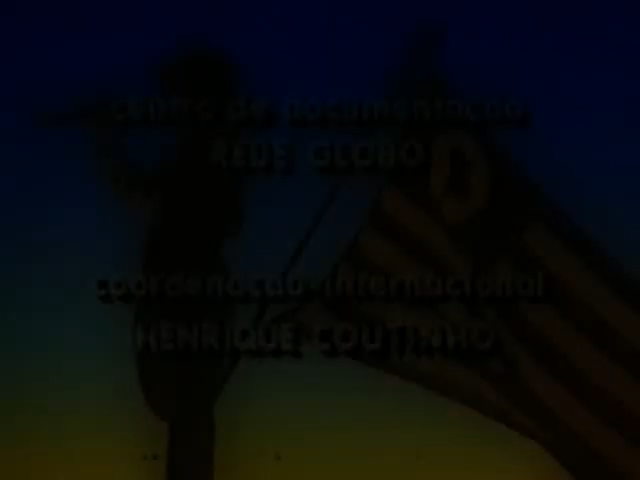 centro de documentação
REDE GLOBO
coordenação internacional
HENRIQUE COUTINHO